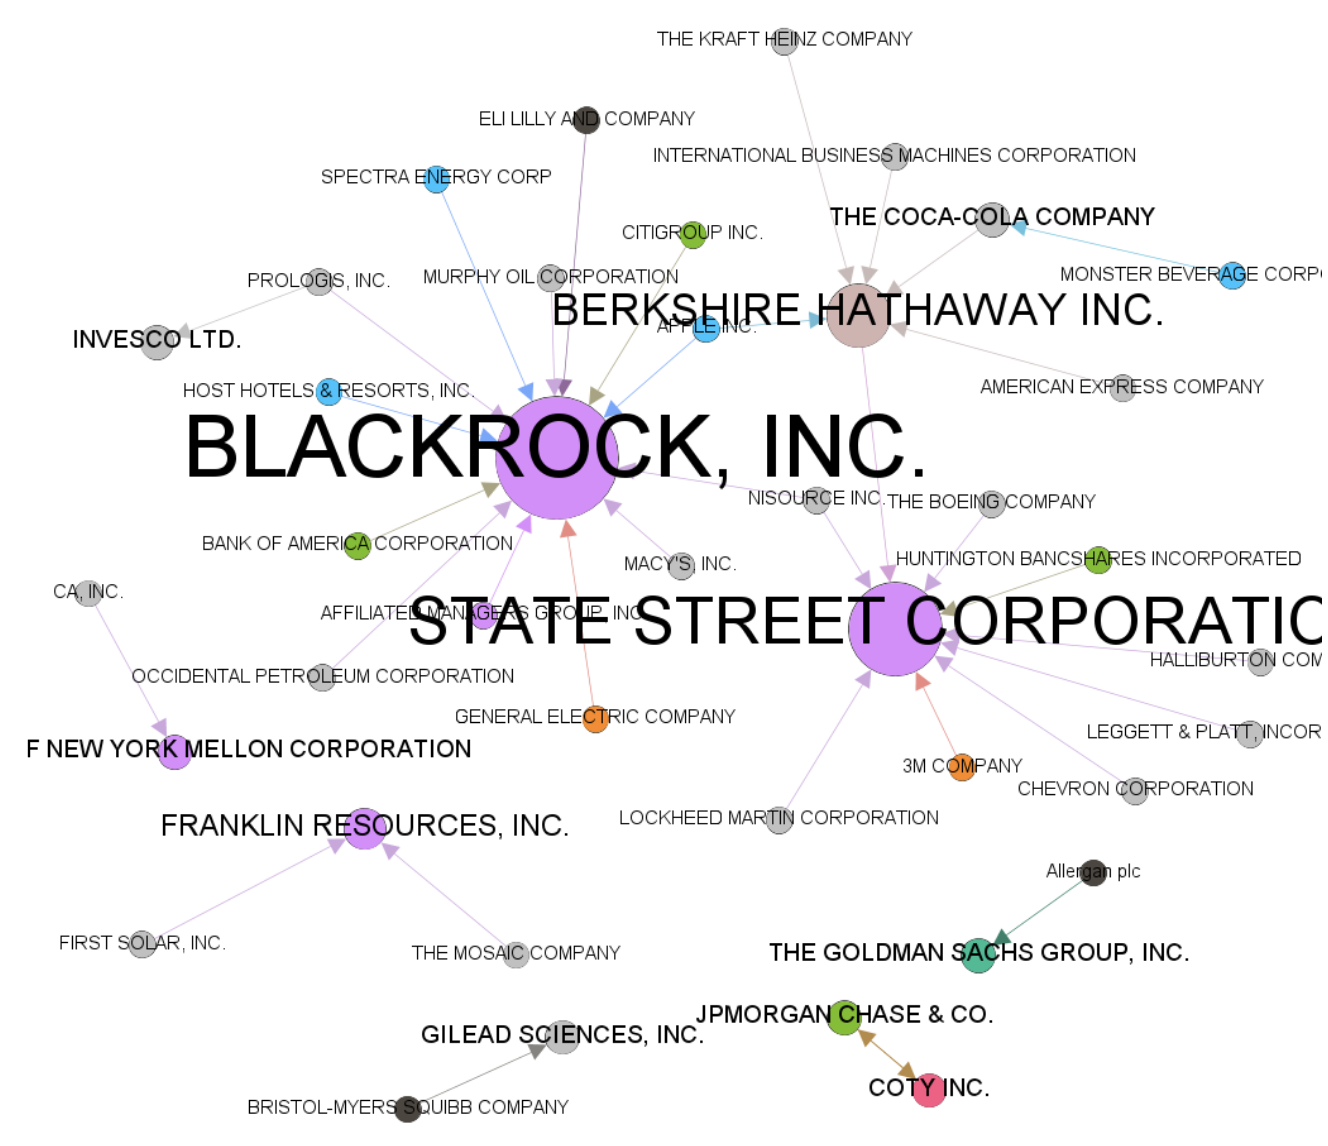 THE KRAFT HEINZ COMPANY
ELI LILLY AND COMPANY
INTERNATIONAL BUSINESS MACHINES CORPORATION
SPECTRA ENERGY CORP
THE COCA-COLA COMPANY
CITIGROUP INC.
MONSTER BEVERAGE CORP
PROLOGIS, INC.
MURPHY OIL CORPORATION
BERKSHIRE HATHAWAY INC.
APPLE INC.
INVESCO LTD.
HOST HOTELS & RESORTS, INC.
AMERICAN EXPRESS COMPANY
BLACKROCK, INC.
NISOURCE INC.
THE BOEING COMPANY
BANK OF AMERICA CORPORATION
HUNTINGTON BANCSHARES INCORPORATED
MACY'S, INC.
CA, INC.
AFFILIATED MANAGERS GROUP, INC.
STATE STREET CORPORATIO
HALLIBURTON COM
OCCIDENTAL PETROLEUM CORPORATION
GENERAL ELECTRIC COMPANY
LEGGETT & PLATT, INCOR
F NEW YORK MELLON CORPORATION
3M COMPANY
CHEVRON CORPORATION
LOCKHEED MARTIN CORPORATION
FRANKLIN RESOURCES, INC.
Allergan plc
FIRST SOLAR, INC.
THE MOSAIC COMPANY
THE GOLDMAN SACHS GROUP, INC.
JPMORGAN CHASE & CO.
GILEAD SCIENCES, INC.
COTY INC.
BRISTOL-MYERS SQUIBB COMPANY